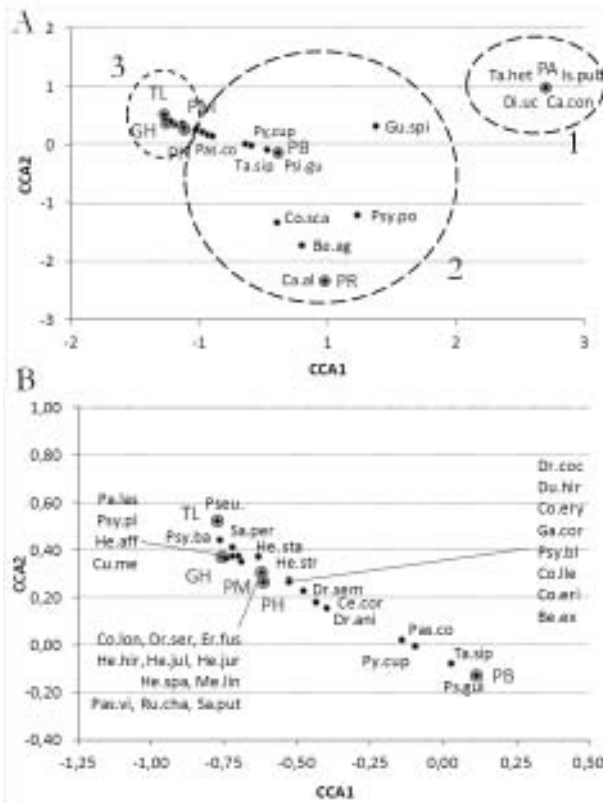 A
2
1
0
-1
-2
-3
CCA2
3
TL
PM
GH
PH
Pas.co
Py.cup
Ta.sip
PB
Psi.gu
Gu.spi
Ta.het PA Is.pub
Di.uc Ca.con
1
Co.sca
Psy.po
Be.ag
2
Ca.al
PR
-2
-1
1
2
3
CCA1
B
1,00
0,80
0,60
0,40
0,20
0,00
-0,20
-0,40
CCA2
Pa.les
Psy.pl
He.aff
Cu.me
TL
Pseu.
Psy.ba
Sa.per
He.sta
He.str
GH
PM
PH
Dr.sem
Ce.cor
Dr.ani
Co.lon, Or.ser, Er.fus
He.hir, He.jul, He.jur
He.spa, Me.lin
Pas.vi, Ru.cha, Sa.put
Pas.co
Py.cup
Ta.sip
Ps.gui
PB
Dr.coc
Du.hir
Co.ery
Ga.cor
Psy.bi
Co.lle
Co.eri
Be.ex
-1,25
-1,00
-0,75
-0,50
-0,25
0,00
0,25
0,50
CCA1